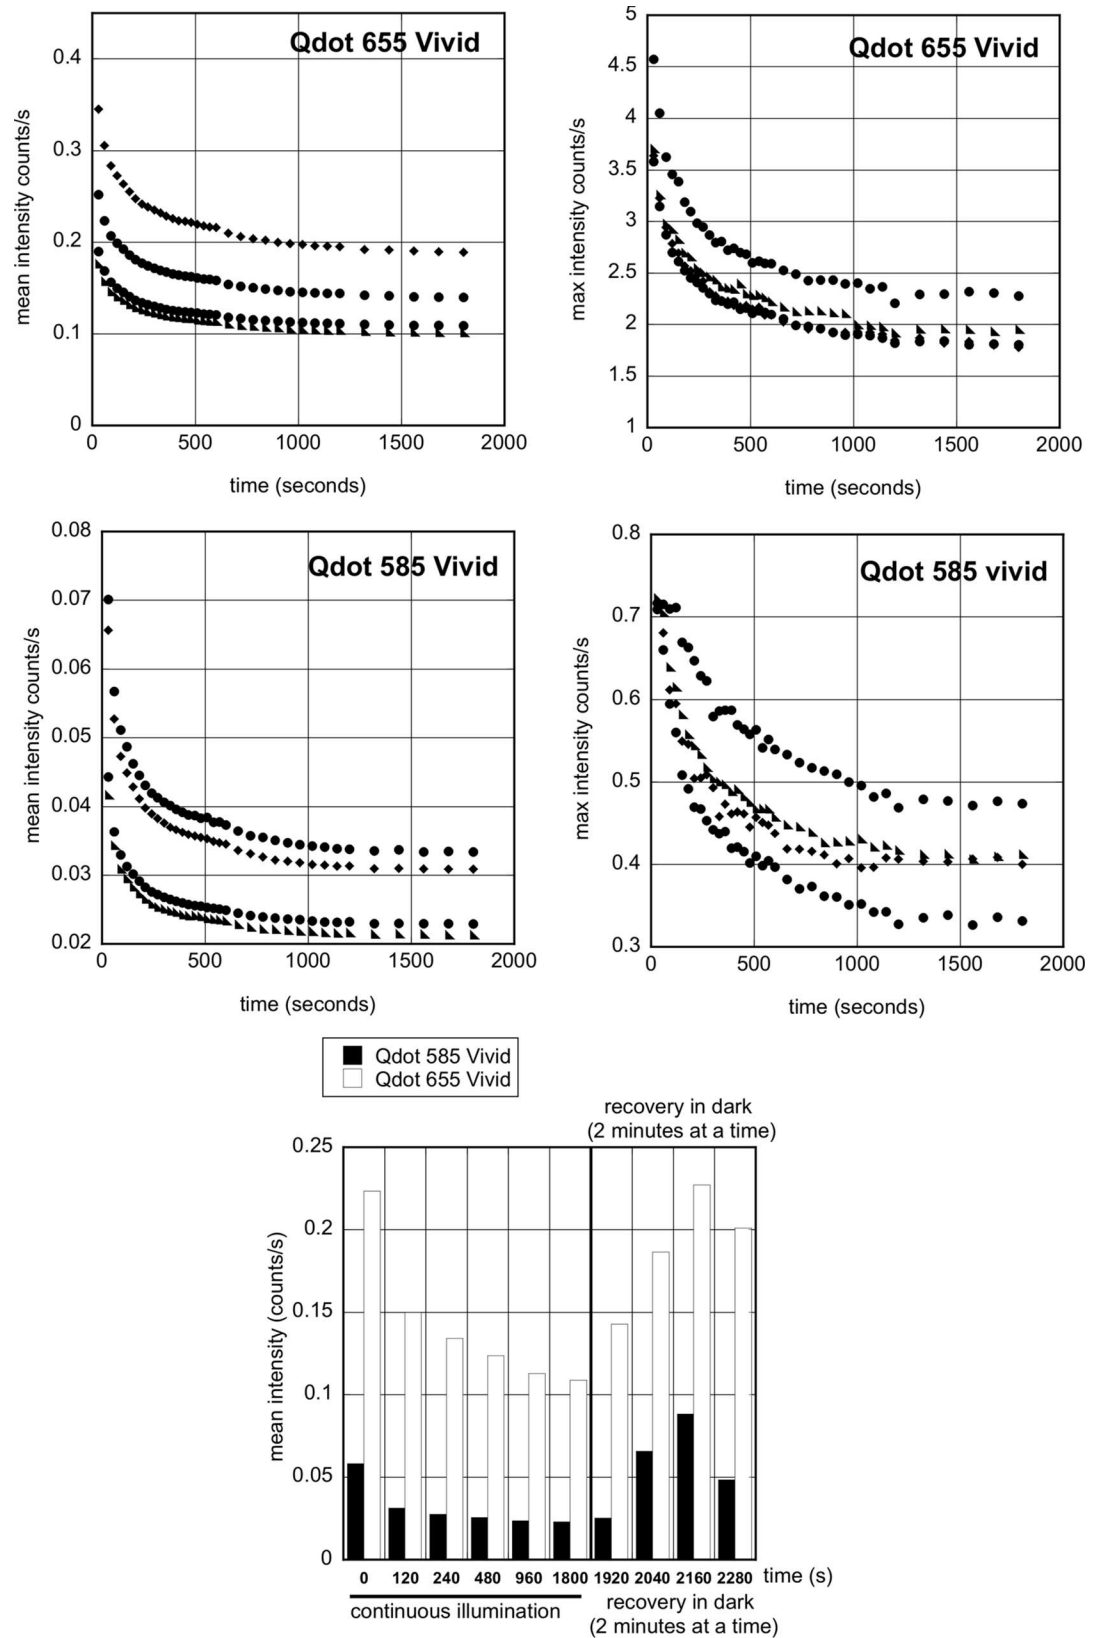 Qdot 655 Vivid
mean intensity counts/s
0.4
0.3
0.2
0.1
0
0 500 1000 1500 2000
time (seconds)
Qdot 655 Vivid
max intensity counts/s
5
4.5
4
3.5
3
2.5
2
1.5
1
0 500 1000 1500 2000
time (seconds)
Qdot 585 Vivid
mean intensity counts/s
0.08
0.07
0.06
0.05
0.04
0.03
0.02
0 500 1000 1500 2000
time (seconds)
Qdot 585 vivid
max intensity counts/s
0.8
0.7
0.6
0.5
0.4
0.3
0 500 1000 1500 2000
time (seconds)
Qdot 585 Vivid
Qdot 655 Vivid
recovery in dark
(2 minutes at a time)
mean intensity (counts/s)
0.25
0.2
0.15
0.1
0.05
0
0 120 240 480 960 1800 1920 2040 2160 2280 time (s)
continuous illumination
recovery in dark
(2 minutes at a time)